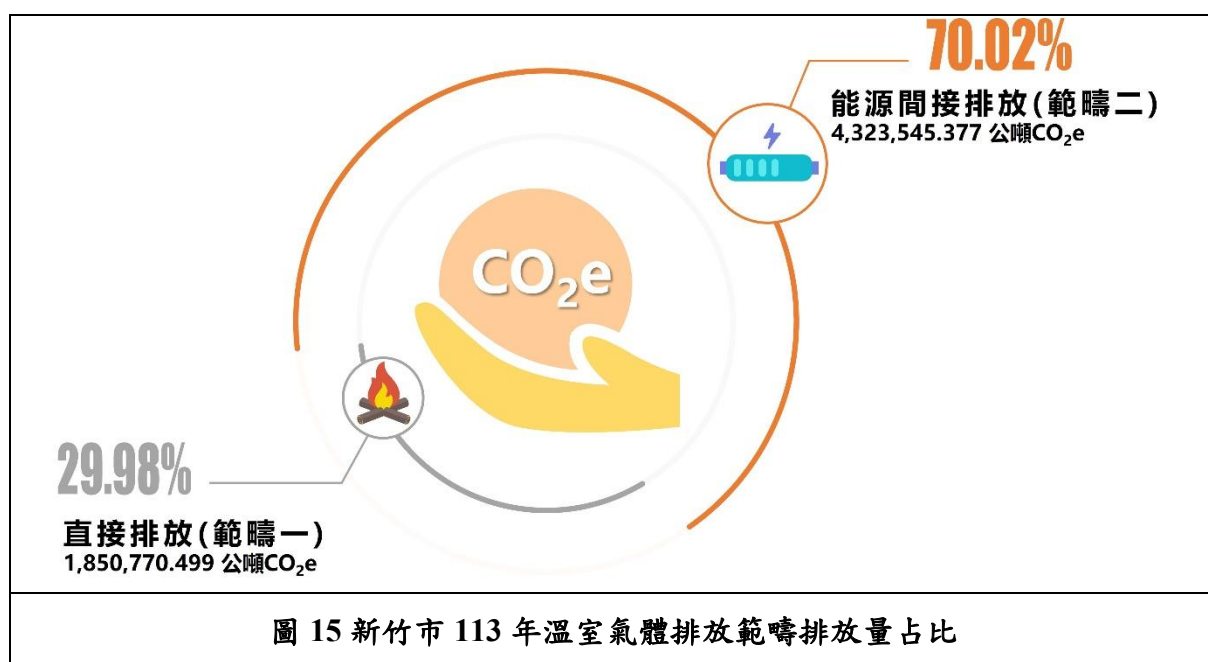 70.02%
能源間接排放(範疇二)
4,323,545.377 公噸CO₂e
CO₂e
29.98%
直接排放(範疇一)
1,850,770.499 公噸CO₂e
圖 15 新竹市 113 年溫室氣體排放範疇排放量占比